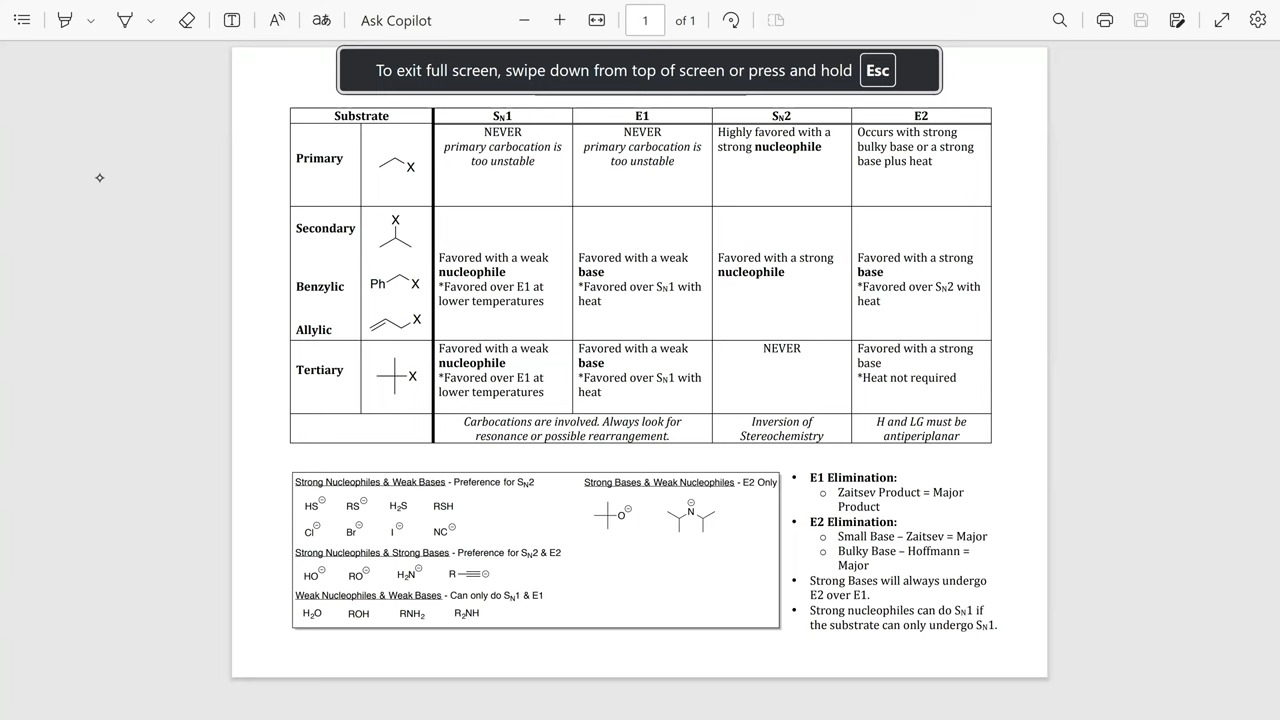 Ask Copilot
1
of 1
To exit full screen, swipe down from top of screen or press and hold Esc
Substrate SN1 E1 SN2 E2
Primary
X
NEVER
primary carbocation is
too unstable
NEVER
primary carbocation is
too unstable
Highly favored with a
strong nucleophile
Occurs with strong
bulky base or a strong
base plus heat
Secondary
X
Benzylic
Ph X
Allylic
X
Favored with a weak
nucleophile
*Favored over E1 at
lower temperatures
Favored with a weak
base
*Favored over SN1 with
heat
Favored with a strong
nucleophile
Favored with a strong
base
*Favored over SN2 with
heat
Tertiary
X
Favored with a weak
nucleophile
*Favored over E1 at
lower temperatures
Favored with a weak
base
*Favored over SN1 with
heat
NEVER
Favored with a strong
base
*Heat not required
Carbocations are involved. Always look for
resonance or possible rearrangement.
Inversion of
Stereochemistry
H and LG must be
antiperiplanar
Strong Nucleophiles & Weak Bases - Preference for SN2
HS⊖ RS⊖ H2S RSH
Cl⊖ Br⊖ I⊖ NC⊖
Strong Nucleophiles & Strong Bases - Preference for SN2 & E2
HO⊖ RO⊖ H2N⊖ R⊖
Weak Nucleophiles & Weak Bases - Can only do SN1 & E1
H2O ROH RNH2 R2NH
Strong Bases & Weak Nucleophiles - E2 Only
O⊖ N⊖
• E1 Elimination:
o Zaitsev Product = Major
Product
• E2 Elimination:
o Small Base – Zaitsev = Major
o Bulky Base – Hoffmann =
Major
• Strong Bases will always undergo
E2 over E1.
• Strong nucleophiles can do SN1 if
the substrate can only undergo SN1.